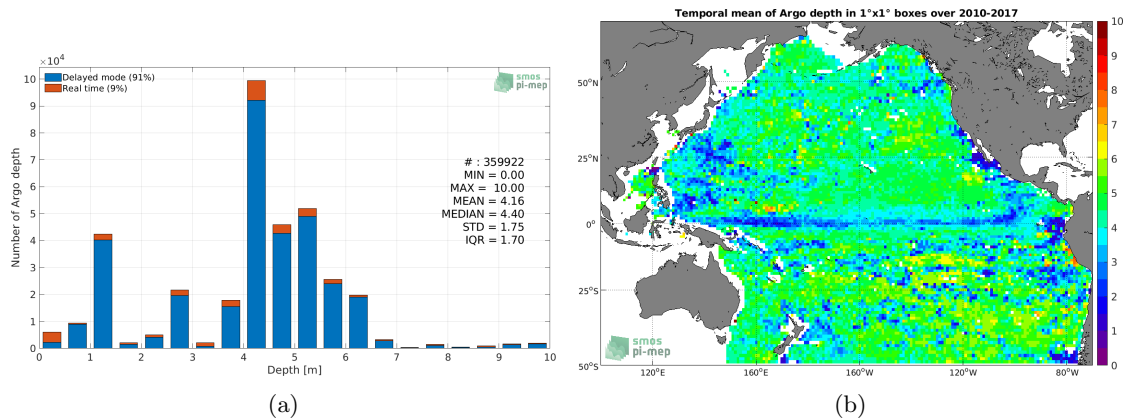 ×10⁴
Delayed mode (91%)
Real time (9%)
smos
pi-mep
# : 359922
MIN = 0.00
MAX = 10.00
MEAN = 4.16
MEDIAN = 4.40
STD = 1.75
IQR = 1.70
Number of Argo depth
10
9
8
7
6
5
4
3
2
1
0
0 1 2 3 4 5 6 7 8 9 10
Depth [m]
(a)
Temporal mean of Argo depth in 1°x1° boxes over 2010-2017
50°N
25°N
0°
25°S
50°S
120°E 160°E 160°W 120°W 80°W
smos
pi-mep
10
9
8
7
6
5
4
3
2
1
0
(b)